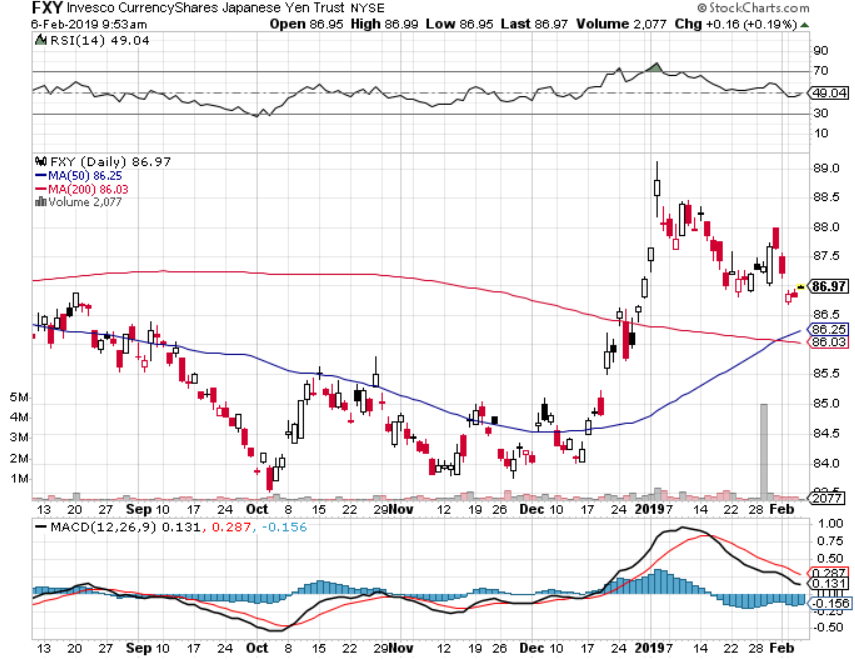 FXY Invesco CurrencyShares Japanese Yen Trust NYSE © StockCharts.com
6-Feb-2019 9:53am Open 86.95 High 86.99 Low 86.95 Last 86.97 Volume 2,077 Chg +0.16 (+0.19%)
RSI(14) 49.04
90
70
49.04
30
10
FXY (Daily) 86.97
MA(50) 86.25
MA(200) 86.03
Volume 2,077
89.0
88.5
88.0
87.5
86.97
86.5
86.25
86.03
85.5
5M 85.0
4M
3M 84.5
2M 84.0
1M
2077
13 20 27 Sep 10 17 24 Oct 8 15 22 29 Nov 12 19 26 Dec 10 17 24 2019 7 14 22 28 Feb
MACD(12,26,9) 0.131, 0.287, -0.156
1.00
0.75
0.50
0.287
0.131
-0.156
-0.50
13 20 27 Sep 10 17 24 Oct 8 15 22 29 Nov 12 19 26 Dec 10 17 24 2019 7 14 22 28 Feb